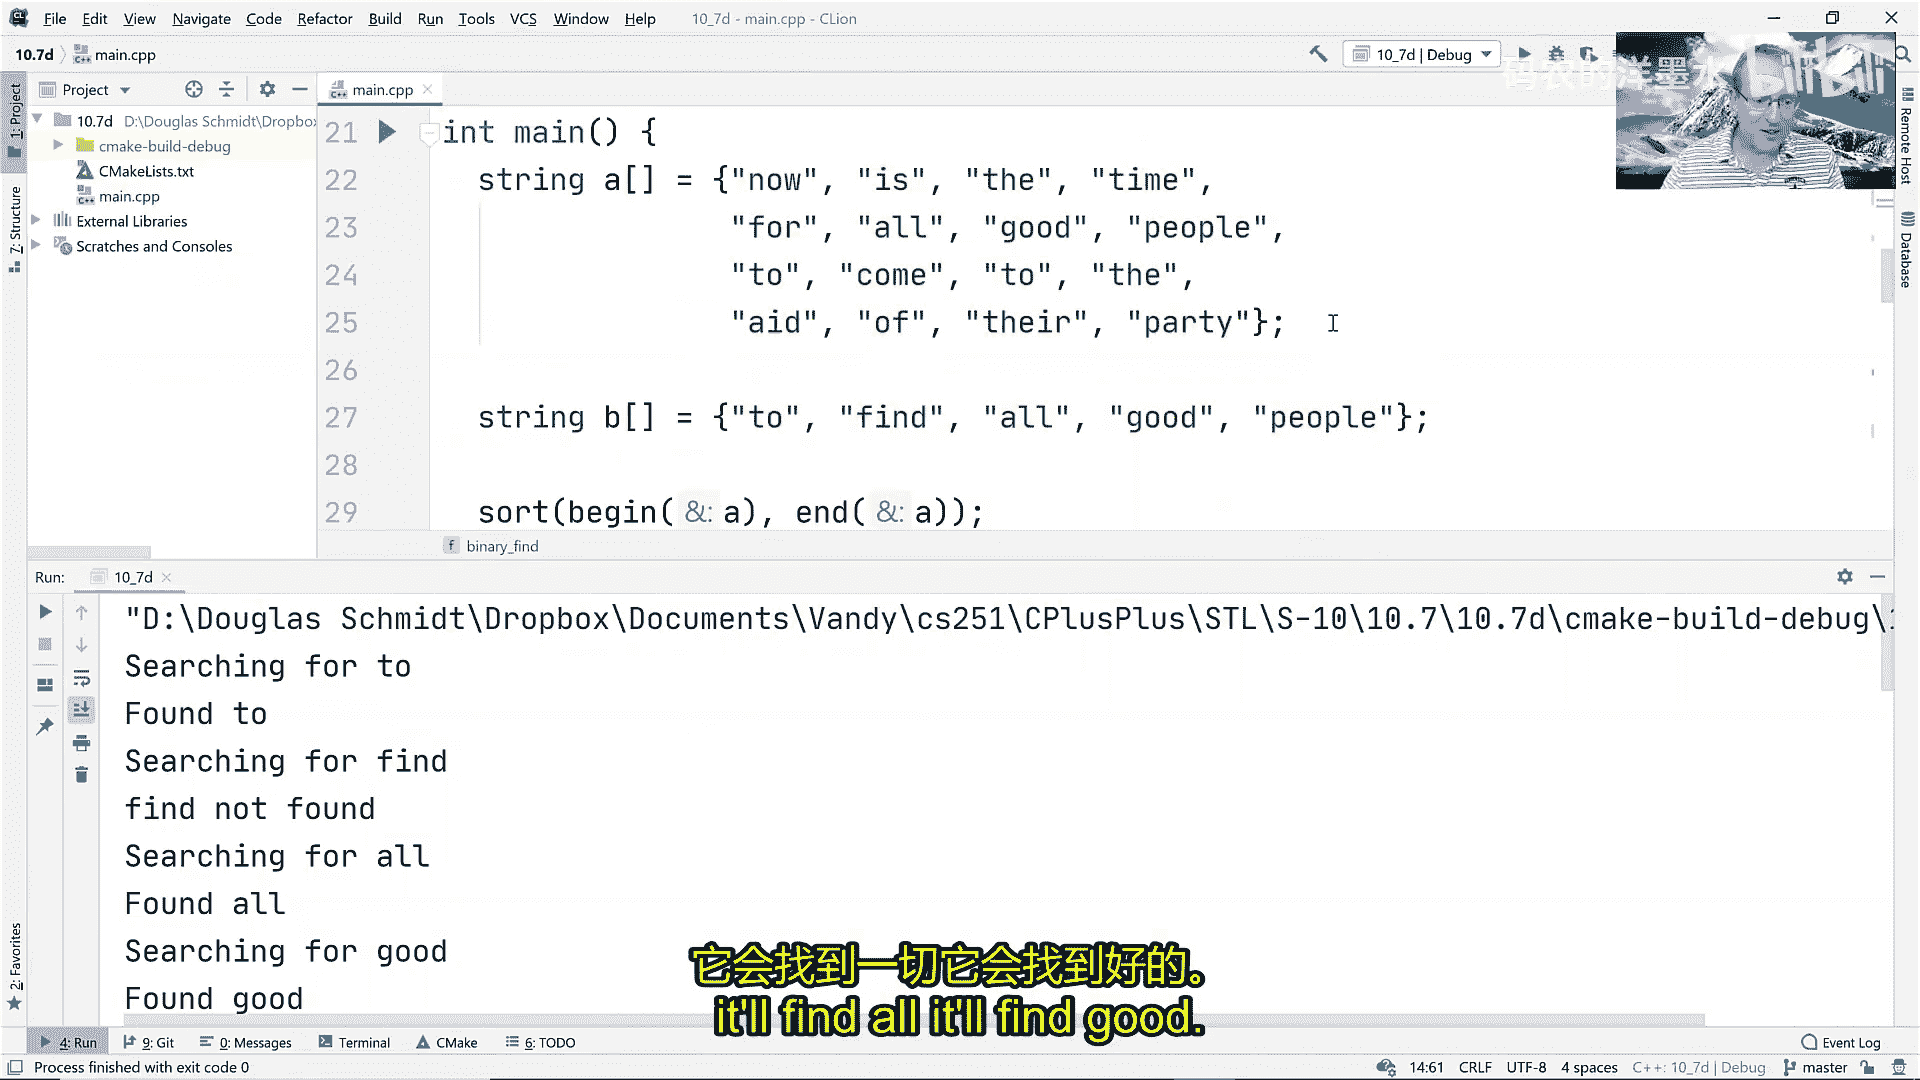 File Edit View Navigate Code Refactor Build Run Tools VCS Window Help 10_7d - main.cpp - CLion
10.7d main.cpp 10_7d | Debug
码农的洋墨水 bilibili
1: Project
Project
main.cpp
10.7d D:\Douglas Schmidt\Dropbox
cmake-build-debug
CMakeLists.txt
main.cpp
External Libraries
Scratches and Consoles
7: Structure
Remote Host
Database
21 int main() {
22 string a[] = {"now", "is", "the", "time",
23 "for", "all", "good", "people",
24 "to", "come", "to", "the",
25 "aid", "of", "their", "party"};
26
27 string b[] = {"to", "find", "all", "good", "people"};
28
29 sort(begin( &: a), end( &: a));
f binary_find
Run: 10_7d
"D:\Douglas Schmidt\Dropbox\Documents\Vandy\cs251\CPlusPlus\STL\S-10\10.7\10.7d\cmake-build-debug\
Searching for to
Found to
Searching for find
find not found
Searching for all
Found all
Searching for good
Found good
2: Favorites
它会找到一切它会找到好的。
it'll find all it'll find good.
4: Run 9: Git 0: Messages Terminal CMake 6: TODO Event Log
Process finished with exit code 0 14:61 CRLF UTF-8 4 spaces C++: 10_7d | Debug master